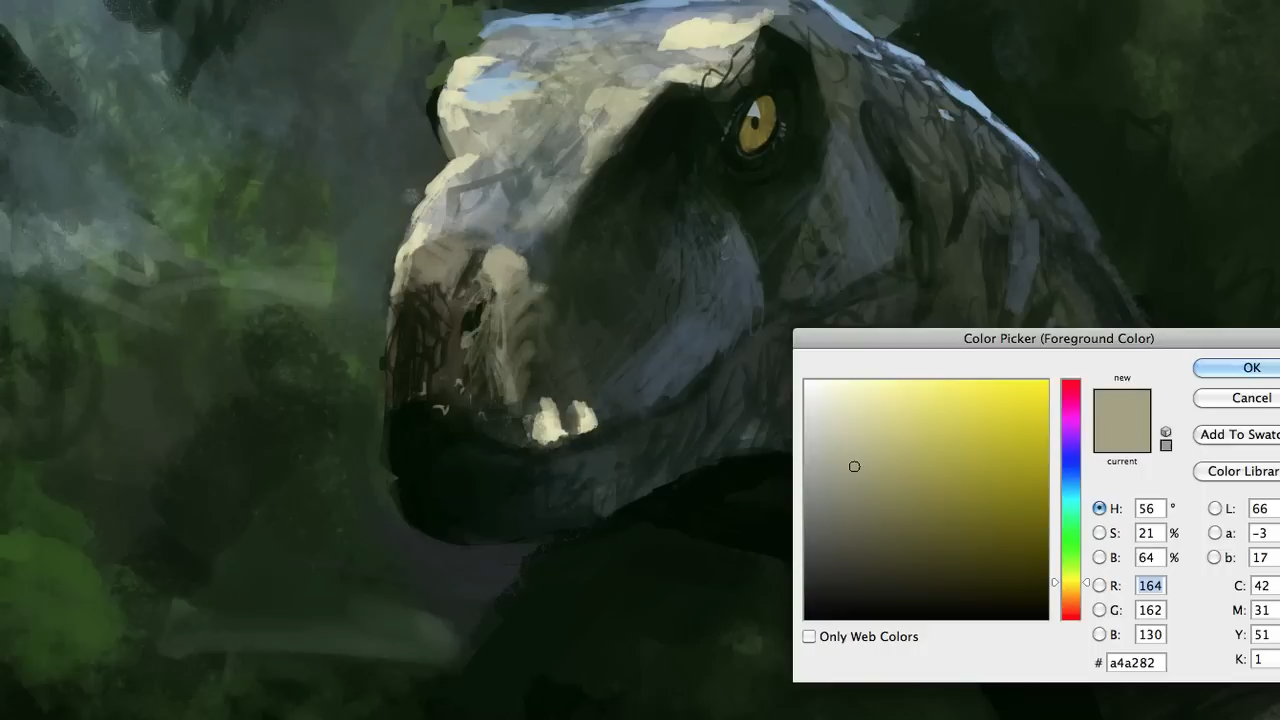 Color Picker (Foreground Color)
new
current
OK
Cancel
Add To Swatc
Color Librar
H: 56 °
S: 21 %
B: 64 %
R: 164
G: 162
B: 130
# a4a282
L: 66
a: -3
b: 17
C: 42
M: 31
Y: 51
K: 1
Only Web Colors